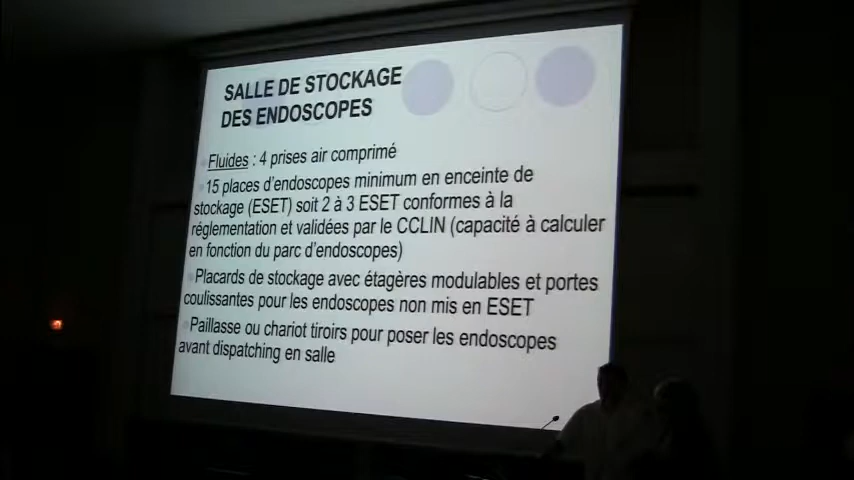 SALLE DE STOCKAGE
DES ENDOSCOPES
Fluides : 4 prises air comprimé
15 places d'endoscopes minimum en enceinte de
stockage (ESET) soit 2 à 3 ESET conformes à la
réglementation et validées par le CCLIN (capacité à calculer
en fonction du parc d'endoscopes)
Placards de stockage avec étagères modulables et portes
coulissantes pour les endoscopes non mis en ESET
Paillasse ou chariot tiroirs pour poser les endoscopes
avant dispatching en salle